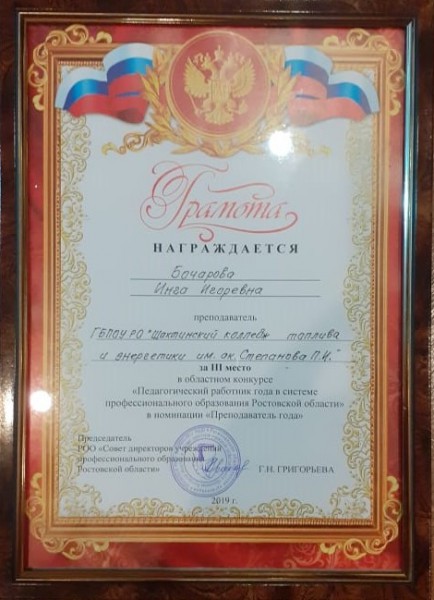 Грамота
НАГРАЖДАЕТСЯ
Бочарова
Инга Игоревна
преподаватель
ГБПОУ РО "Шахтинский колледж топлива
и энергетики им. ак. Степанова П.И."
за III место
в областном конкурсе
«Педагогический работник года в системе
профессионального образования Ростовской области»
в номинации «Преподаватель года»
Председатель
РОО «Совет директоров учреждений
профессионального образования
Ростовской области»
Г.Н. ГРИГОРЬЕВА
2019 г.